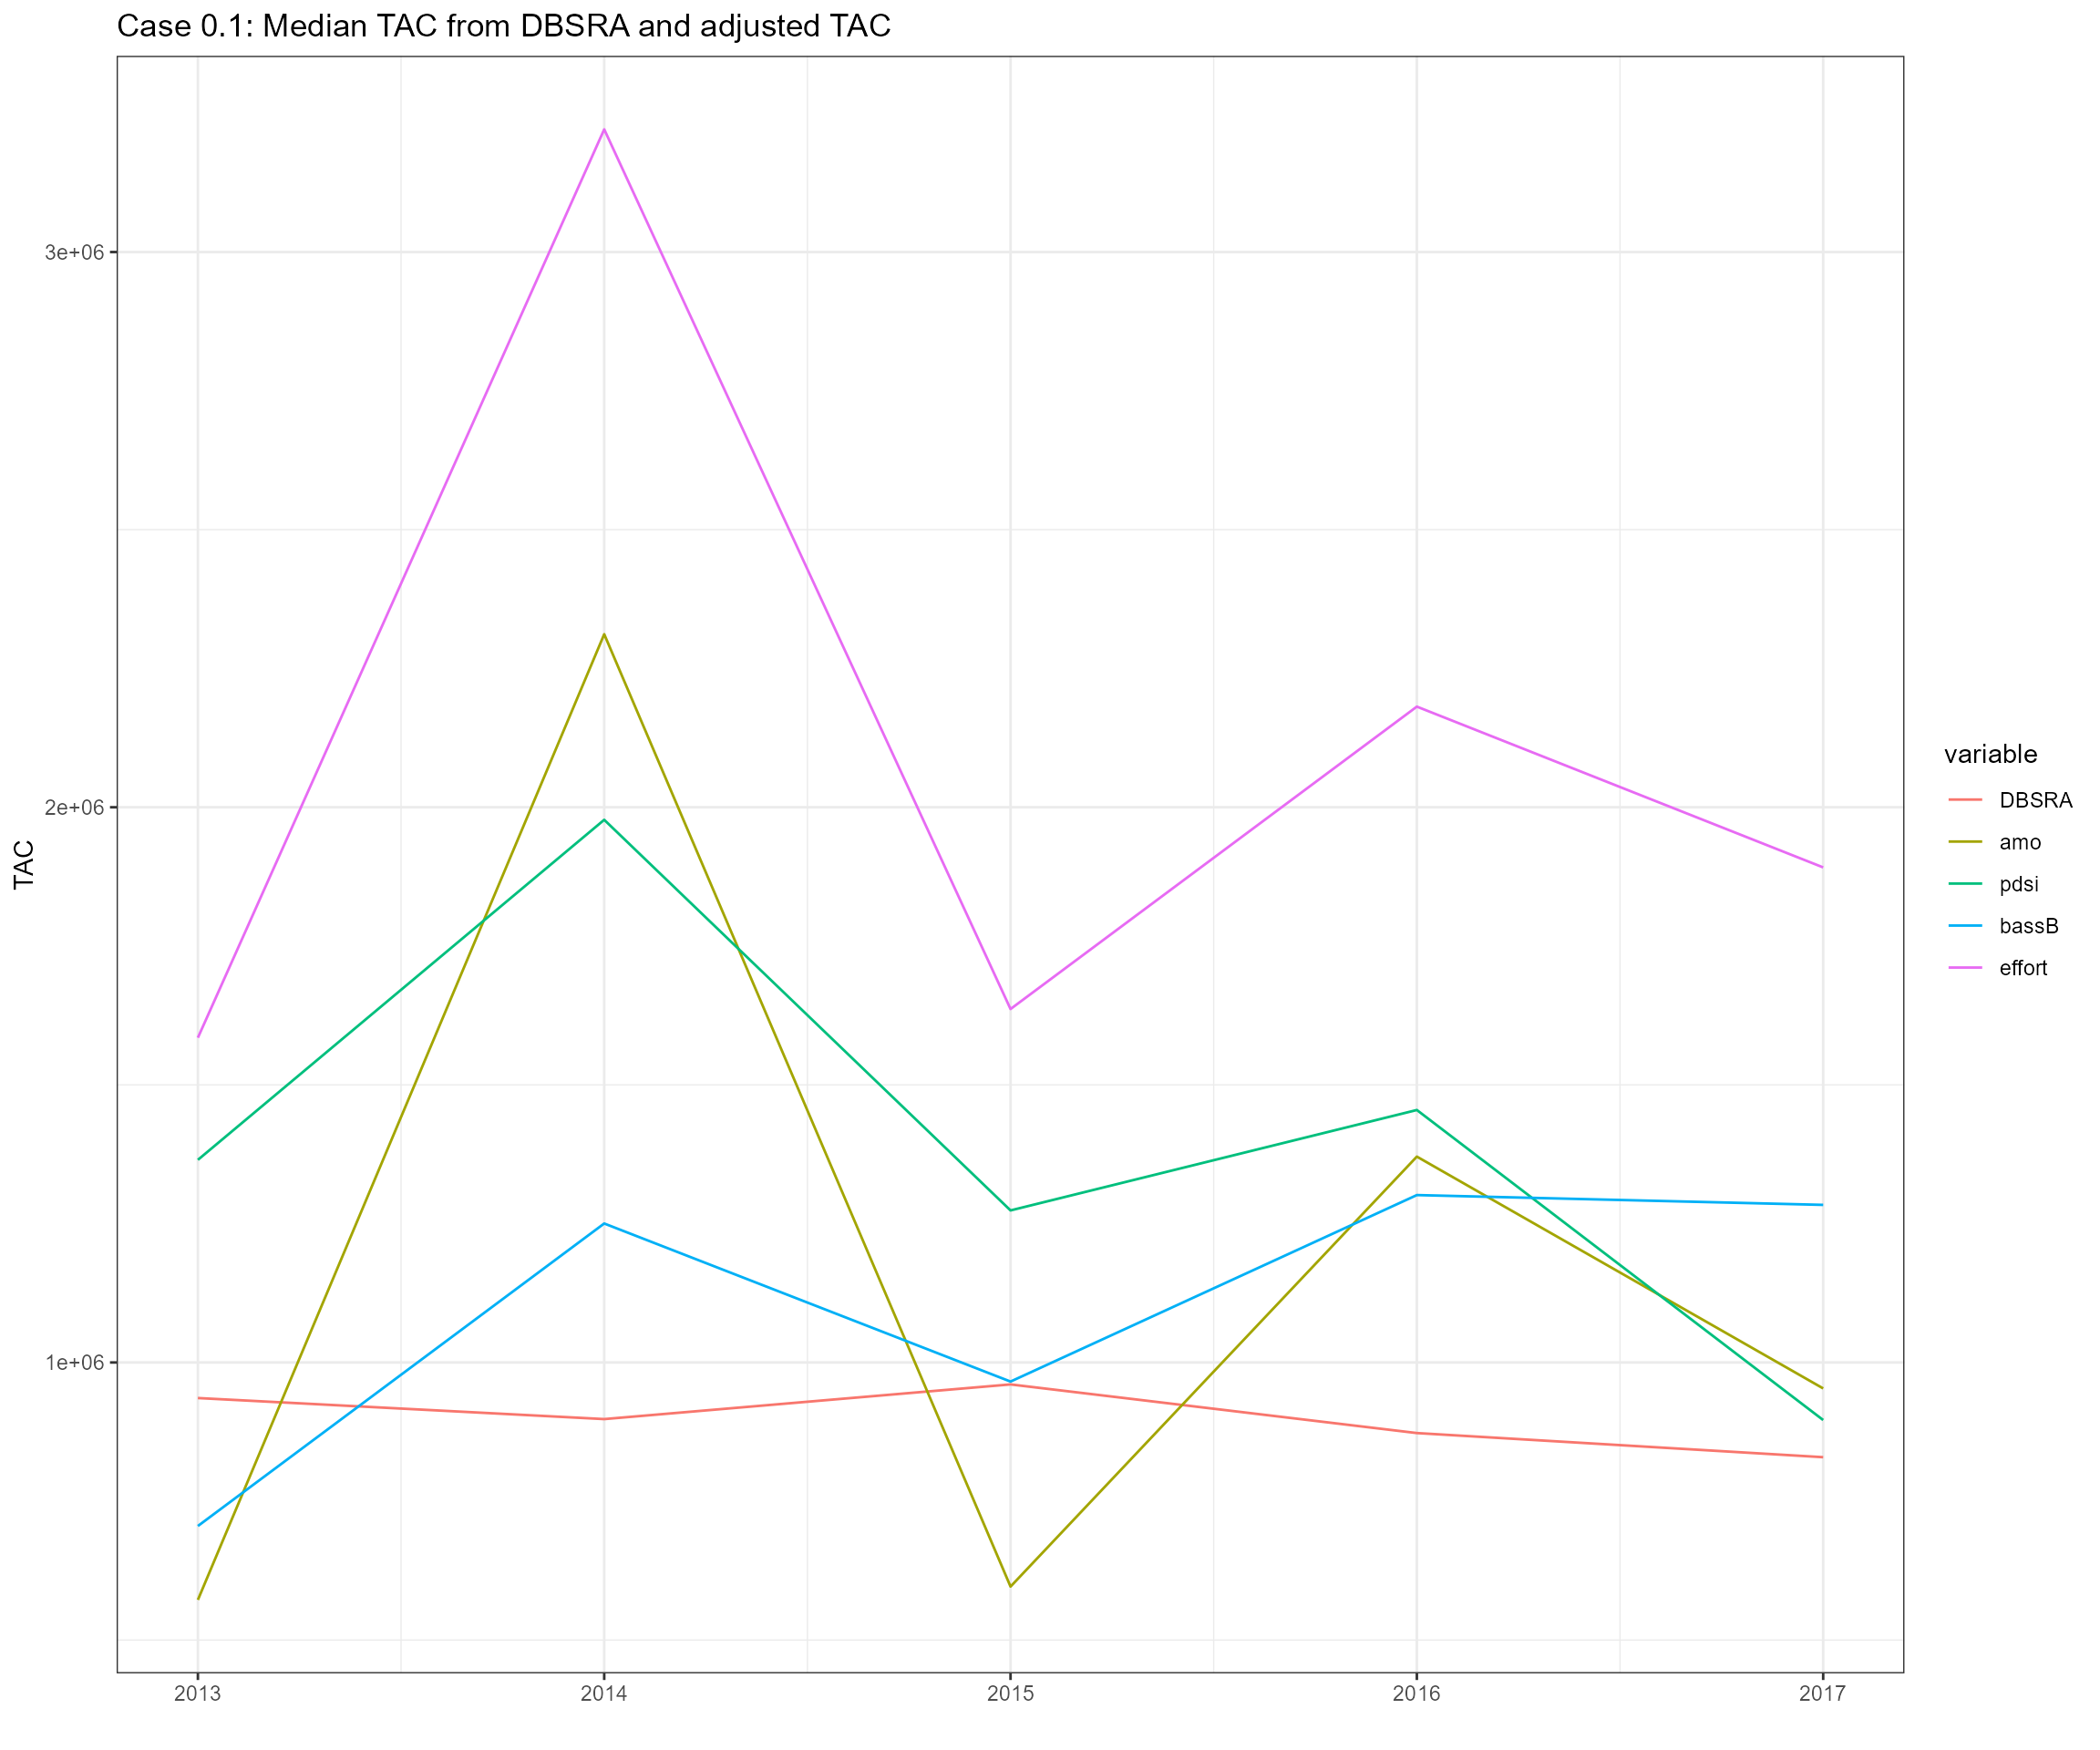 Case 0.1: Median TAC from DBSRA and adjusted TAC
3e+06
2e+06
1e+06
TAC
2013 2014 2015 2016 2017
variable
DBSRA
amo
pdsi
bassB
effort